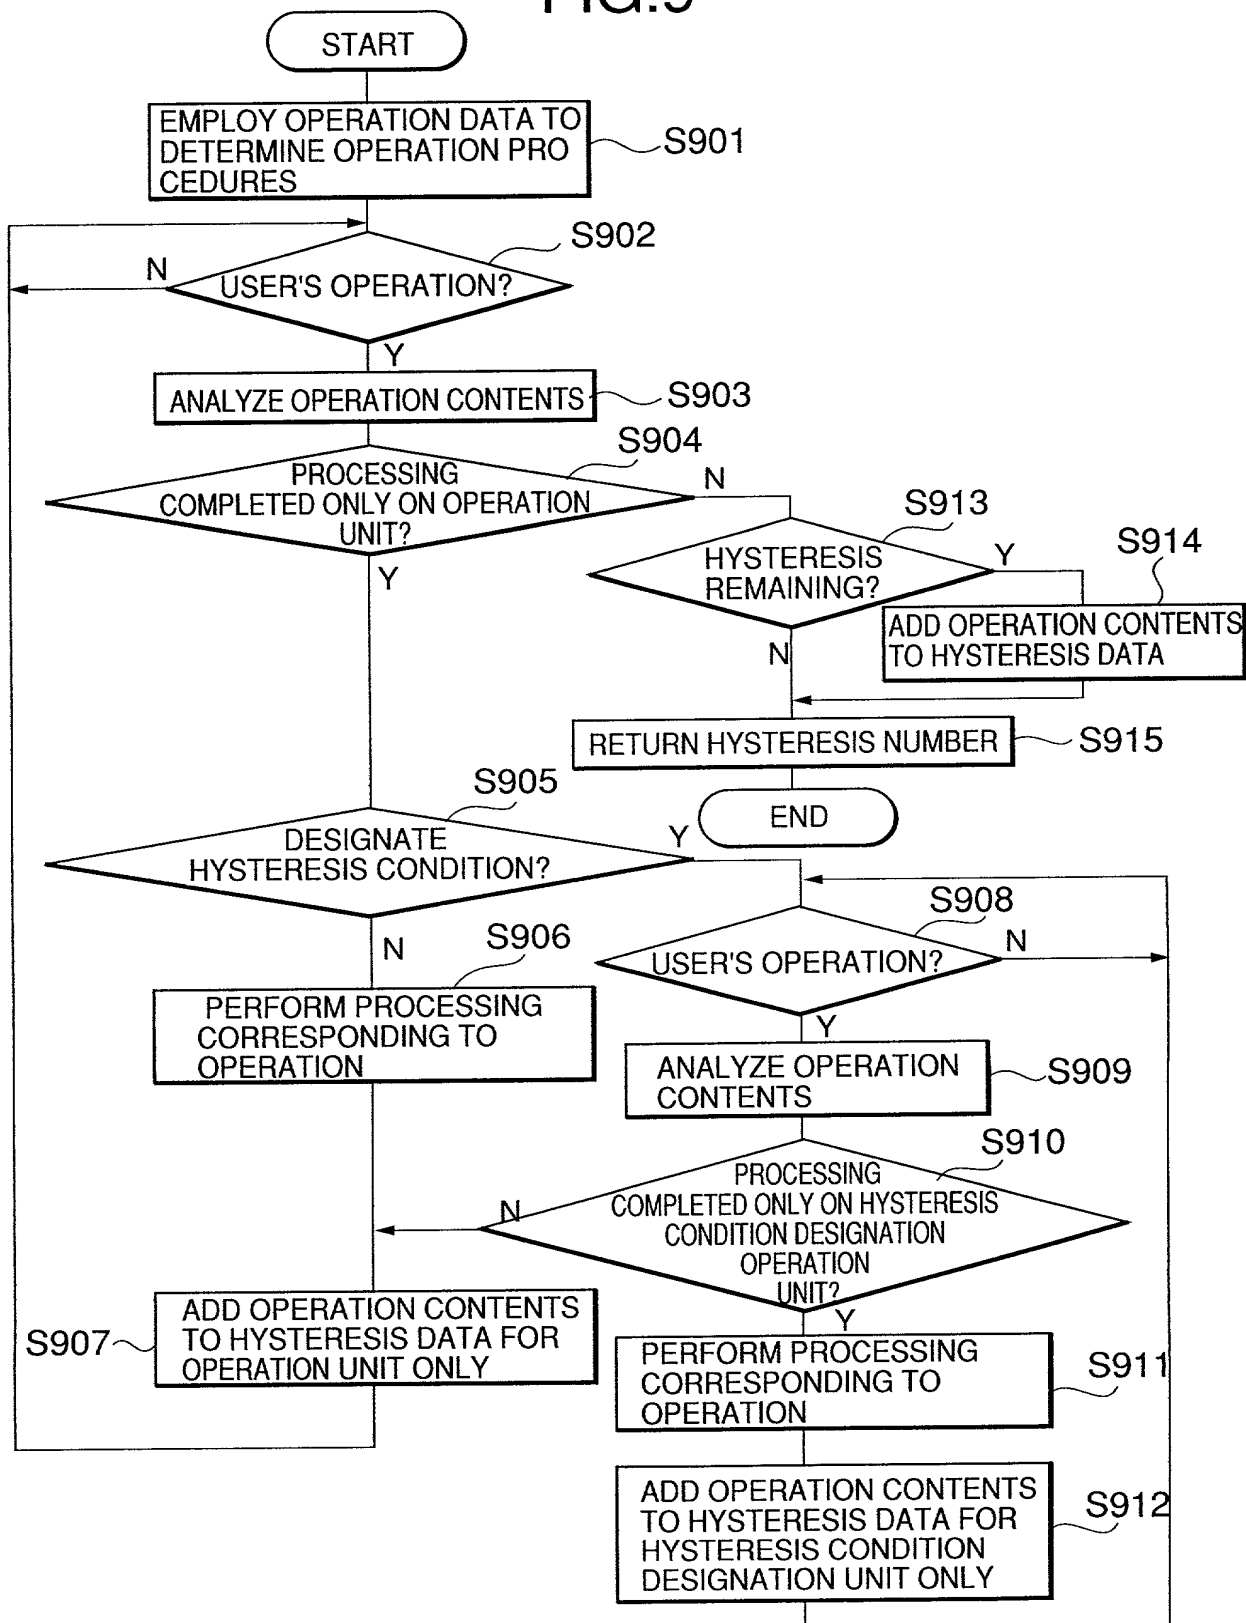 FIG.9
START
EMPLOY OPERATION DATA TO
DETERMINE OPERATION PRO
CEDURES
S901
S902
N
USER'S OPERATION?
Y
ANALYZE OPERATION CONTENTS
S903
S904
PROCESSING
COMPLETED ONLY ON OPERATION
UNIT?
N
Y
S913
HYSTERESIS
REMAINING?
Y
N
S914
ADD OPERATION CONTENTS
TO HYSTERESIS DATA
RETURN HYSTERESIS NUMBER
S915
END
S905
DESIGNATE
HYSTERESIS CONDITION?
Y
N
S906
PERFORM PROCESSING
CORRESPONDING TO
OPERATION
S908
USER'S OPERATION?
N
Y
ANALYZE OPERATION
CONTENTS
S909
S910
PROCESSING
COMPLETED ONLY ON HYSTERESIS
CONDITION DESIGNATION
OPERATION
UNIT?
N
Y
S907
ADD OPERATION CONTENTS
TO HYSTERESIS DATA FOR
OPERATION UNIT ONLY
PERFORM PROCESSING
CORRESPONDING TO
OPERATION
S911
ADD OPERATION CONTENTS
TO HYSTERESIS DATA FOR
HYSTERESIS CONDITION
DESIGNATION UNIT ONLY
S912